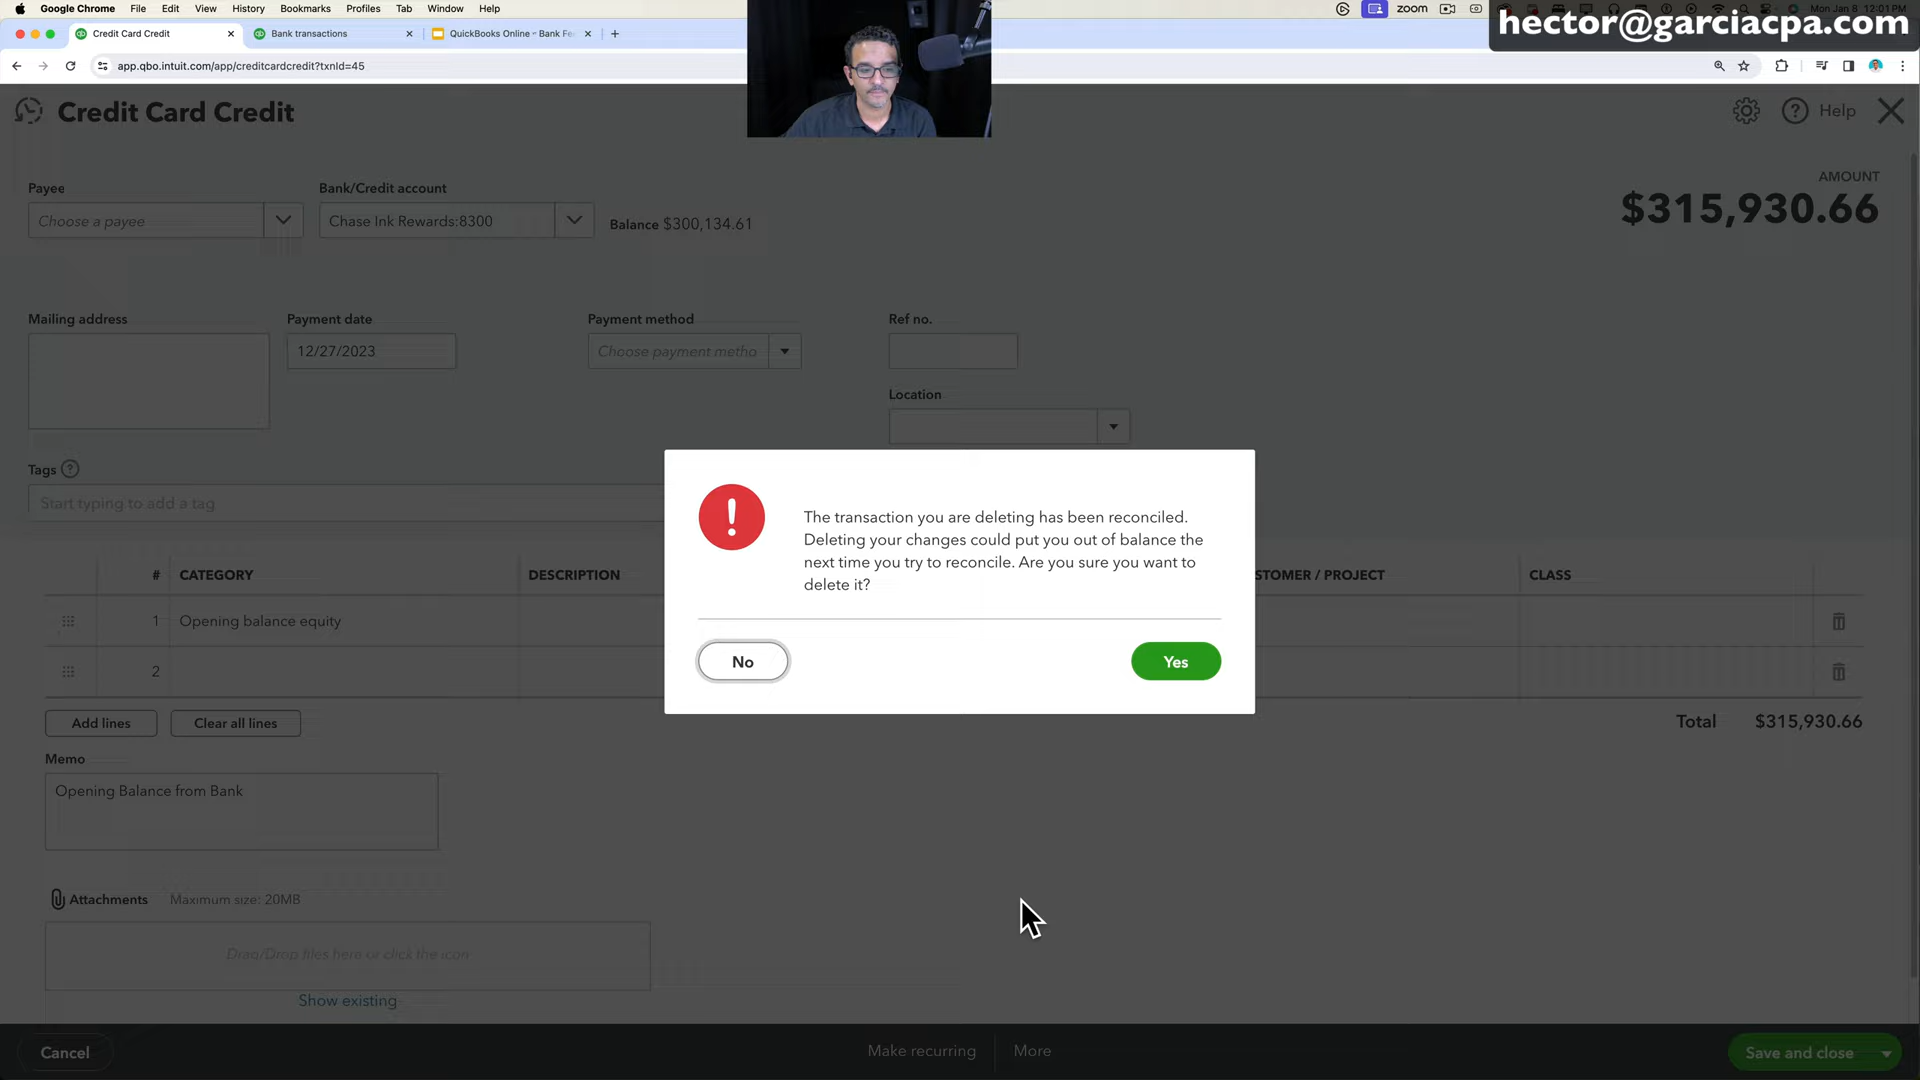 Google Chrome File Edit View History Bookmarks Profiles Tab Window Help
zoom
Mon Jan 8 12:01PM
hector@garciacpa.com
Credit Card Credit
Bank transactions
QuickBooks Online - Bank Fe
app.qbo.intuit.com/app/creditcardcredit?txnId=45
Credit Card Credit
Help
Payee
Bank/Credit account
AMOUNT
Choose a payee
Chase Ink Rewards:8300
Balance $300,134.61
$315,930.66
Mailing address
Payment date
Payment method
Ref no.
12/27/2023
Choose payment metho
Location
Tags ?
Start typing to add a tag
The transaction you are deleting has been reconciled.
Deleting your changes could put you out of balance the
next time you try to reconcile. Are you sure you want to
delete it?
No
Yes
# CATEGORY DESCRIPTION STOMER / PROJECT CLASS
1 Opening balance equity
2
Add lines
Clear all lines
Total $315,930.66
Memo
Opening Balance from Bank
Attachments Maximum size: 20MB
Drag/Drop files here or click the icon
Show existing
Cancel
Make recurring
More
Save and close